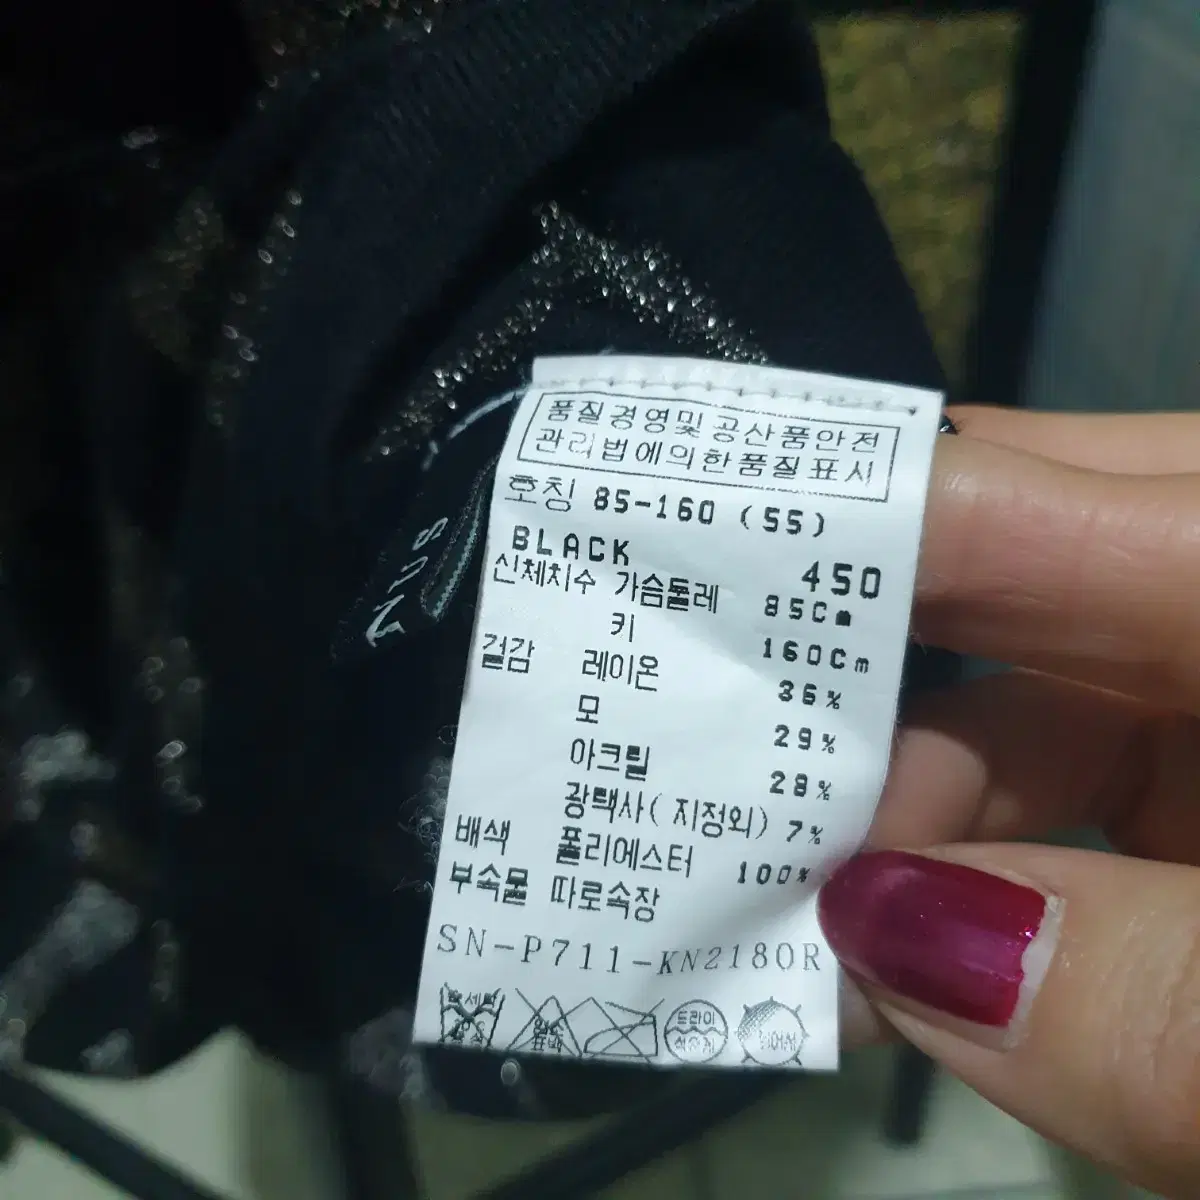 품질경영및 공산품안전
관리법에의한품질표시
호칭 85-160 (55)
BLACK 450
신체치수 가슴둘레 85Cm
키 160Cm
겉감 레이온 36%
모 29%
아크릴 28%
광택사(지정외) 7%
배색 폴리에스터 100%
부속물 따로속장
SN-P711-KN2180R
드라이